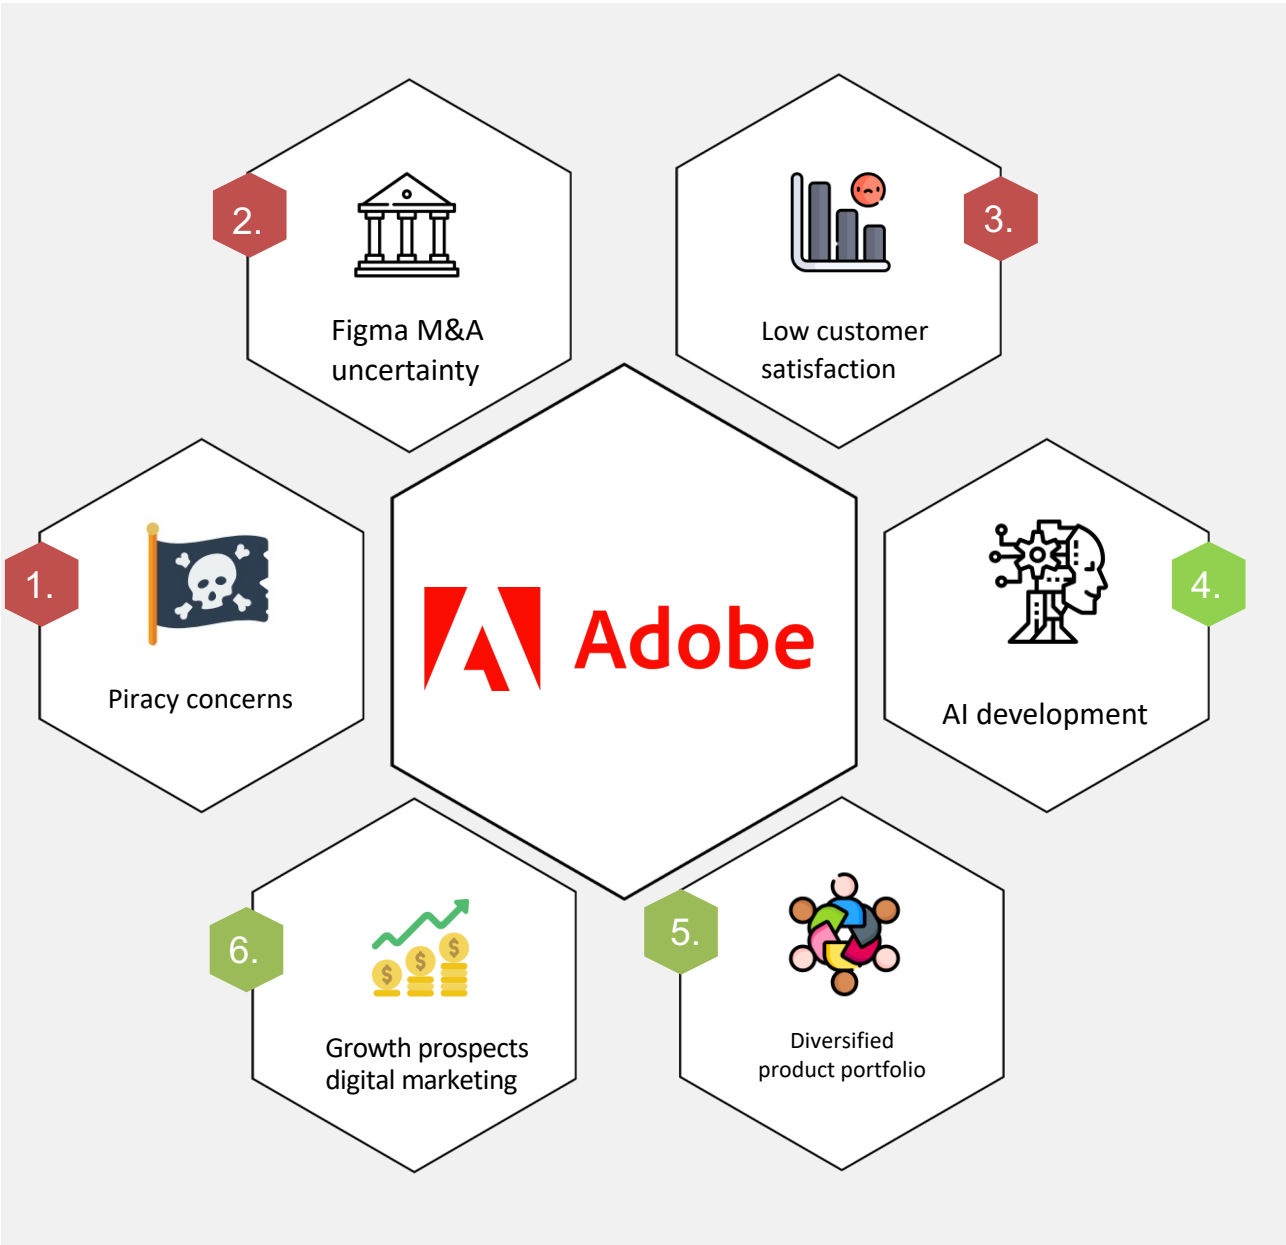 2.
Figma M&A
uncertainty
3.
Low customer
satisfaction
1.
Piracy concerns
Adobe
4.
AI development
6.
Growth prospects
digital marketing
5.
Diversified
product portfolio
$
$
$